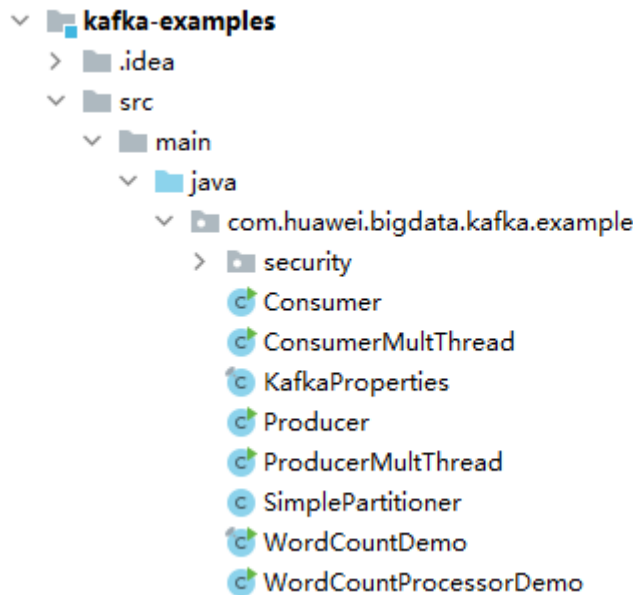 kafka-examples
.idea
src
main
java
com.huawei.bigdata.kafka.example
security
Consumer
ConsumerMultThread
KafkaProperties
Producer
ProducerMultThread
SimplePartitioner
WordCountDemo
WordCountProcessorDemo